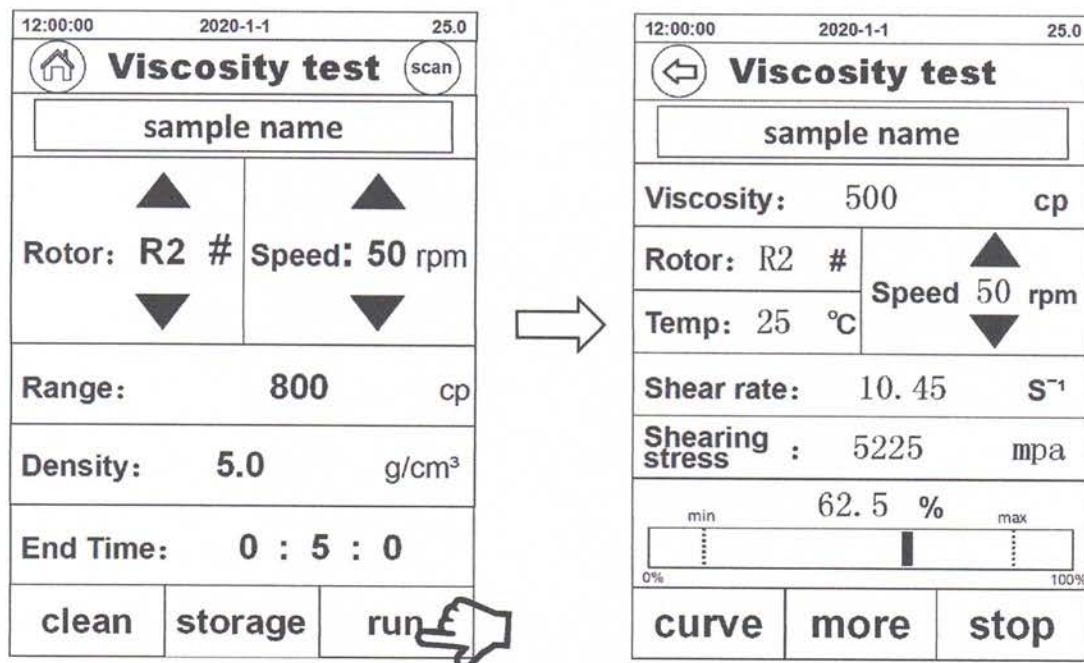 12:00:00 2020-1-1 25.0
Viscosity test scan
sample name
Rotor: R2 # Speed: 50 rpm
Range: 800 cp
Density: 5.0 g/cm³
End Time: 0 : 5 : 0
clean storage run
12:00:00 2020-1-1 25.0
Viscosity test
sample name
Viscosity: 500 cp
Rotor: R2 #
Speed 50 rpm
Temp: 25 ℃
Shear rate: 10.45 S⁻¹
Shearing stress : 5225 mpa
62.5 %
min max
0% 100%
curve more stop